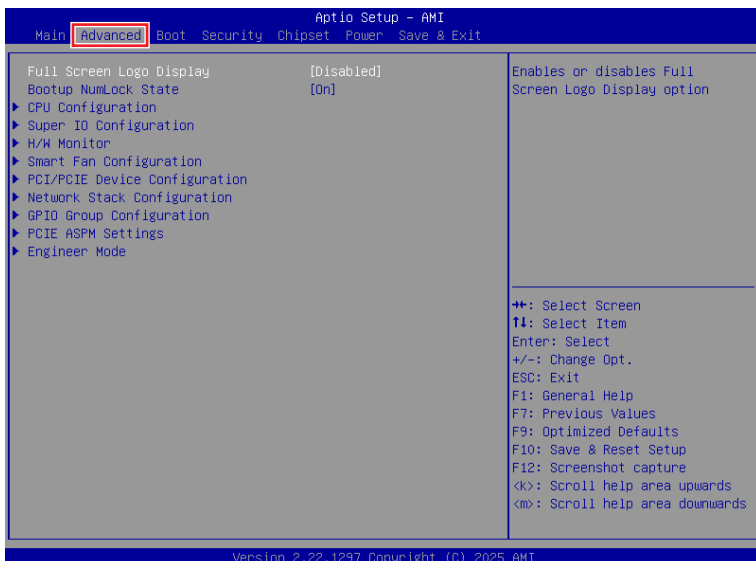 Aptio Setup - AMI
Main Advanced Boot Security Chipset Power Save & Exit
Full Screen Logo Display [Disabled]
Bootup NumLock State [On]
CPU Configuration
Super IO Configuration
H/W Monitor
Smart Fan Configuration
PCI/PCIE Device Configuration
Network Stack Configuration
GPIO Group Configuration
PCIE ASPM Settings
Engineer Mode
Enables or disables Full
Screen Logo Display option
→←: Select Screen
↑↓: Select Item
Enter: Select
+/-: Change Opt.
ESC: Exit
F1: General Help
F7: Previous Values
F9: Optimized Defaults
F10: Save & Reset Setup
F12: Screenshot capture
<k>: Scroll help area upwards
<m>: Scroll help area downwards
Version 2.22.1297 Copyright (C) 2025 AMI